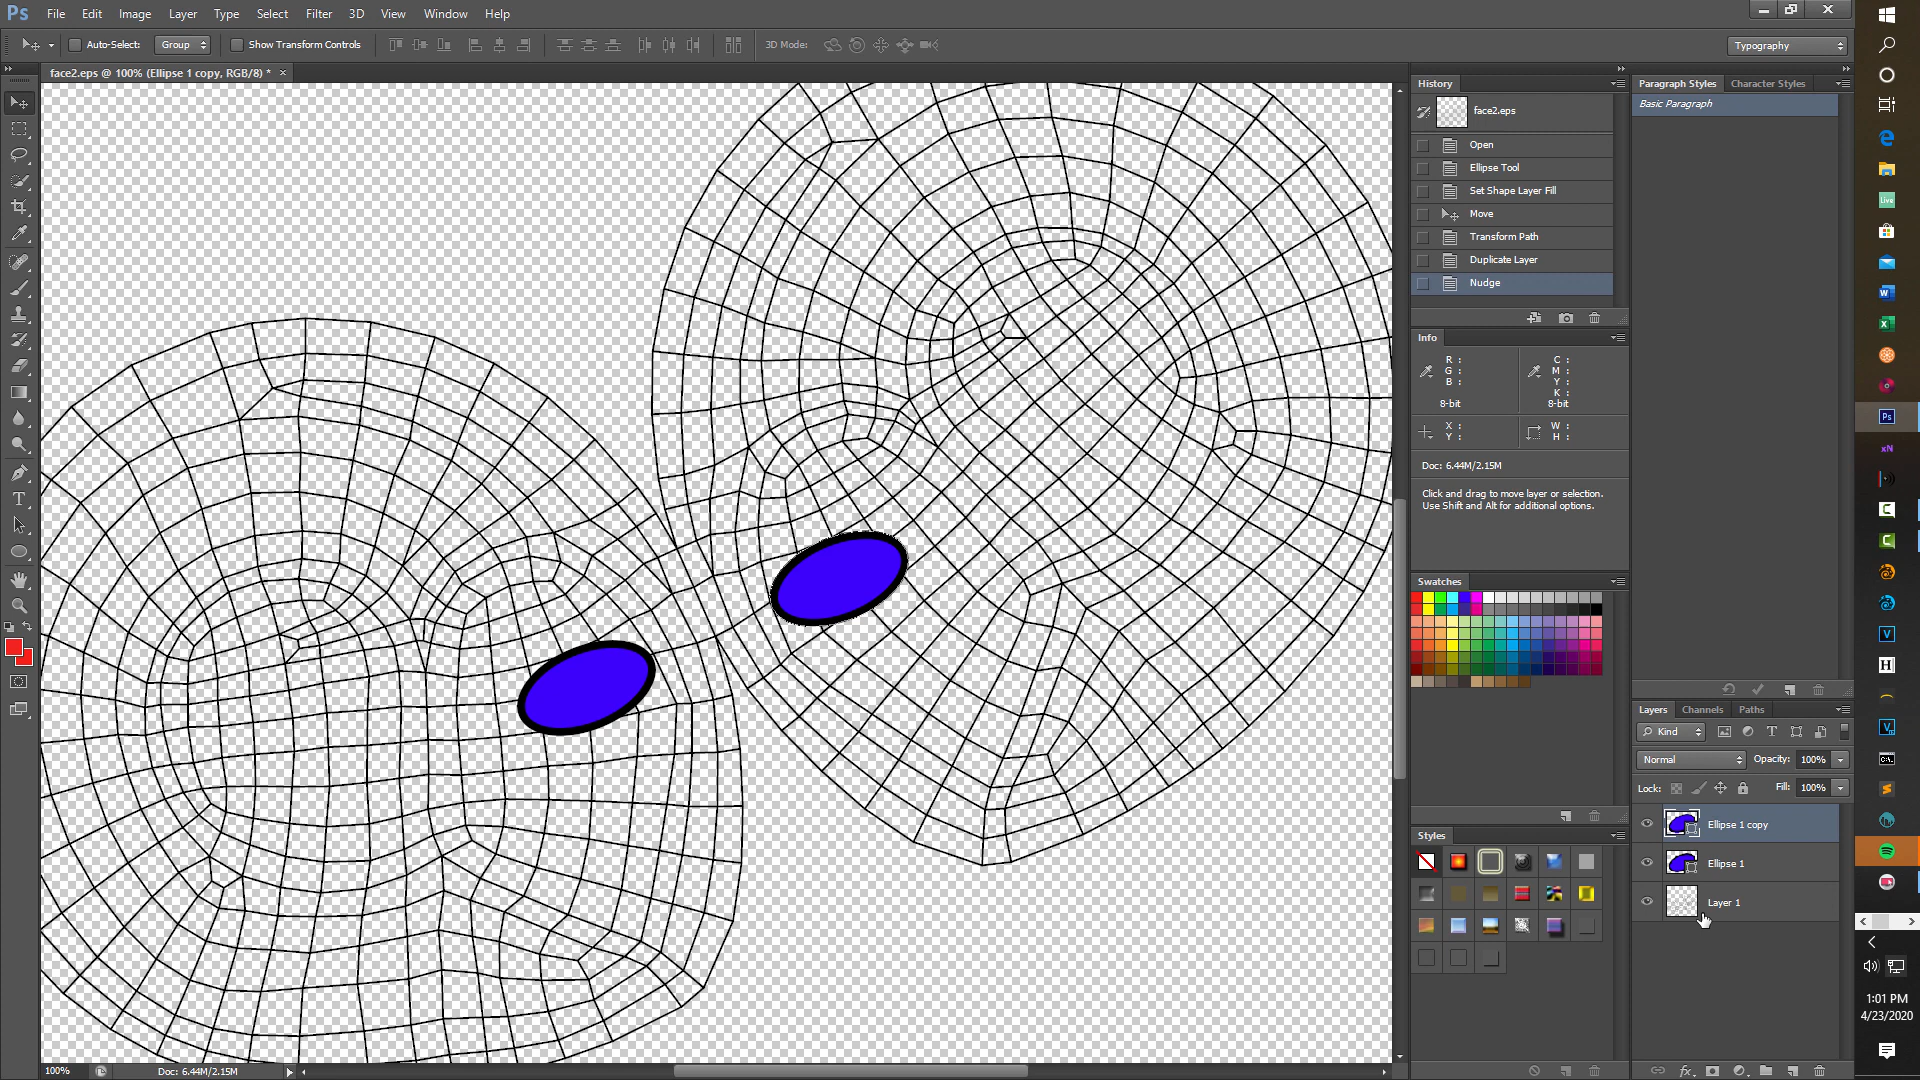 Ps File Edit Image Layer Type Select Filter 3D View Window Help
Auto-Select: Group Show Transform Controls 3D Mode: Typography
face2.eps @ 100% (Ellipse 1 copy, RGB/8) * ×
History
face2.eps
Open
Ellipse Tool
Set Shape Layer Fill
Move
Transform Path
Duplicate Layer
Nudge
Info
R :
G :
B :
8-bit
C :
M :
Y :
K :
8-bit
X :
Y :
W :
H :
Doc: 6.44M/2.15M
Click and drag to move layer or selection.
Use Shift and Alt for additional options.
Swatches
Styles
Paragraph Styles Character Styles
Basic Paragraph
Layers Channels Paths
Kind
Normal Opacity: 100%
Lock: Fill: 100%
Ellipse 1 copy
Ellipse 1
Layer 1
100% Doc: 6.44M/2.15M
Live
Ps
xN
1:01 PM
4/23/2020